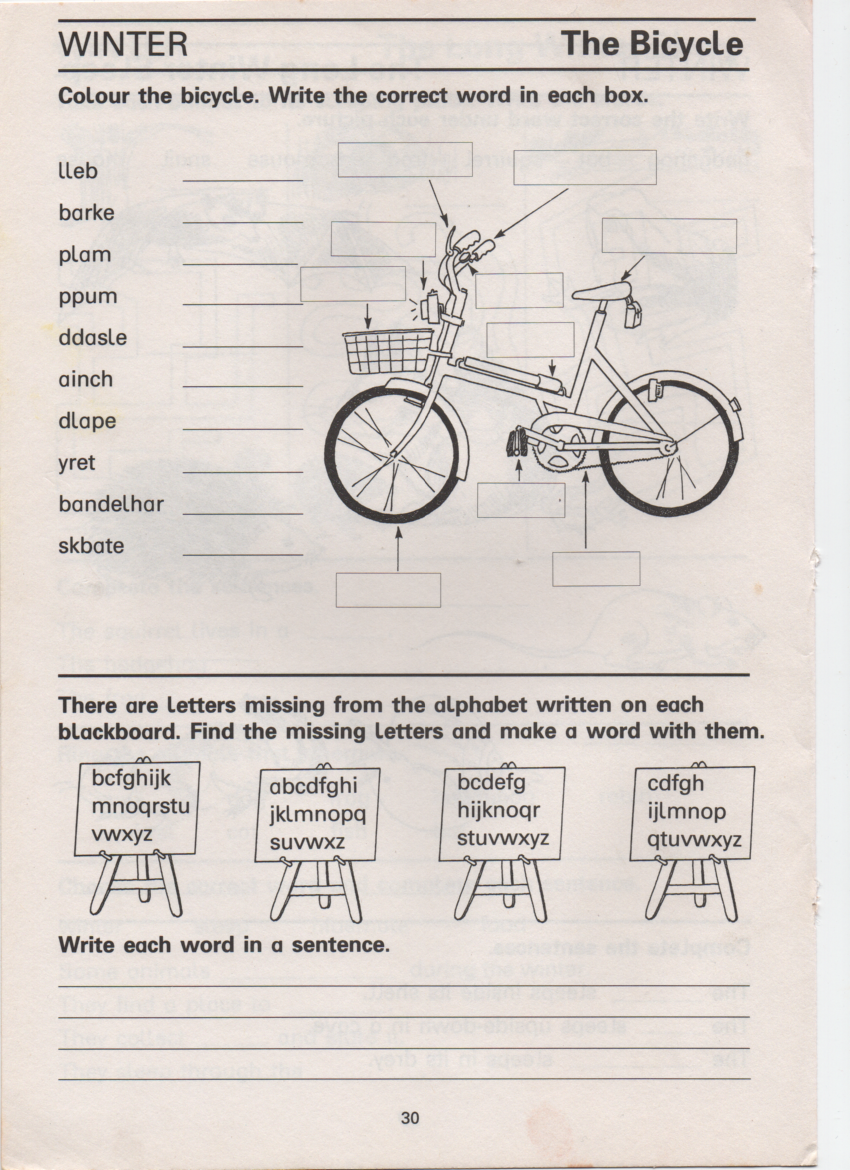 WINTER The Bicycle
Colour the bicycle. Write the correct word in each box.
lleb
barke
plam
ppum
ddasle
ainch
dlape
yret
bandelhar
skbate
There are letters missing from the alphabet written on each
blackboard. Find the missing letters and make a word with them.
bcfghijk
mnoqrstu
vwxyz
abcdfghi
jklmnopq
suvwxz
bcdefg
hijknoqr
stuvwxyz
cdfgh
ijlmnop
qtuvwxyz
Write each word in a sentence.
30